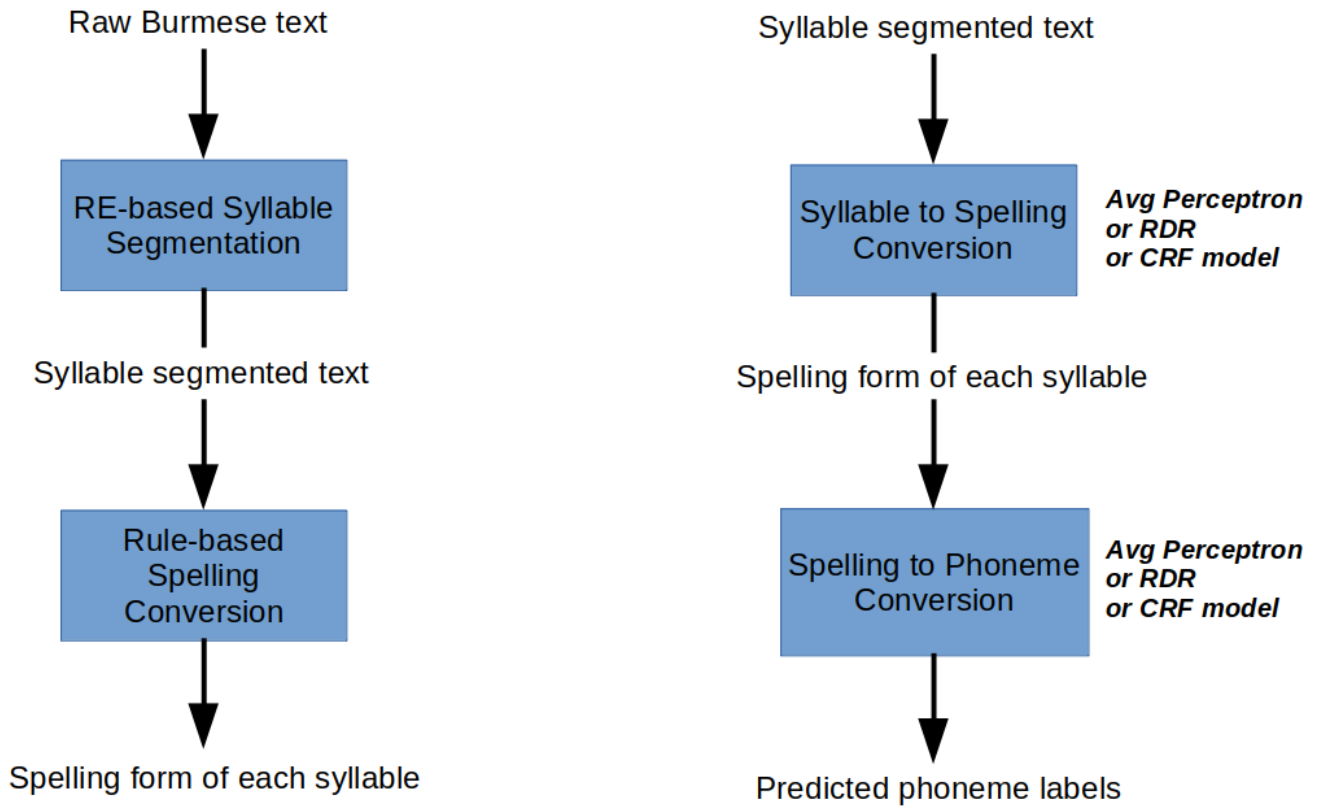 Raw Burmese text
RE-based Syllable
Segmentation
Syllable segmented text
Rule-based
Spelling
Conversion
Spelling form of each syllable
Syllable segmented text
Syllable to Spelling
Conversion
Avg Perceptron
or RDR
or CRF model
Spelling form of each syllable
Spelling to Phoneme
Conversion
Avg Perceptron
or RDR
or CRF model
Predicted phoneme labels